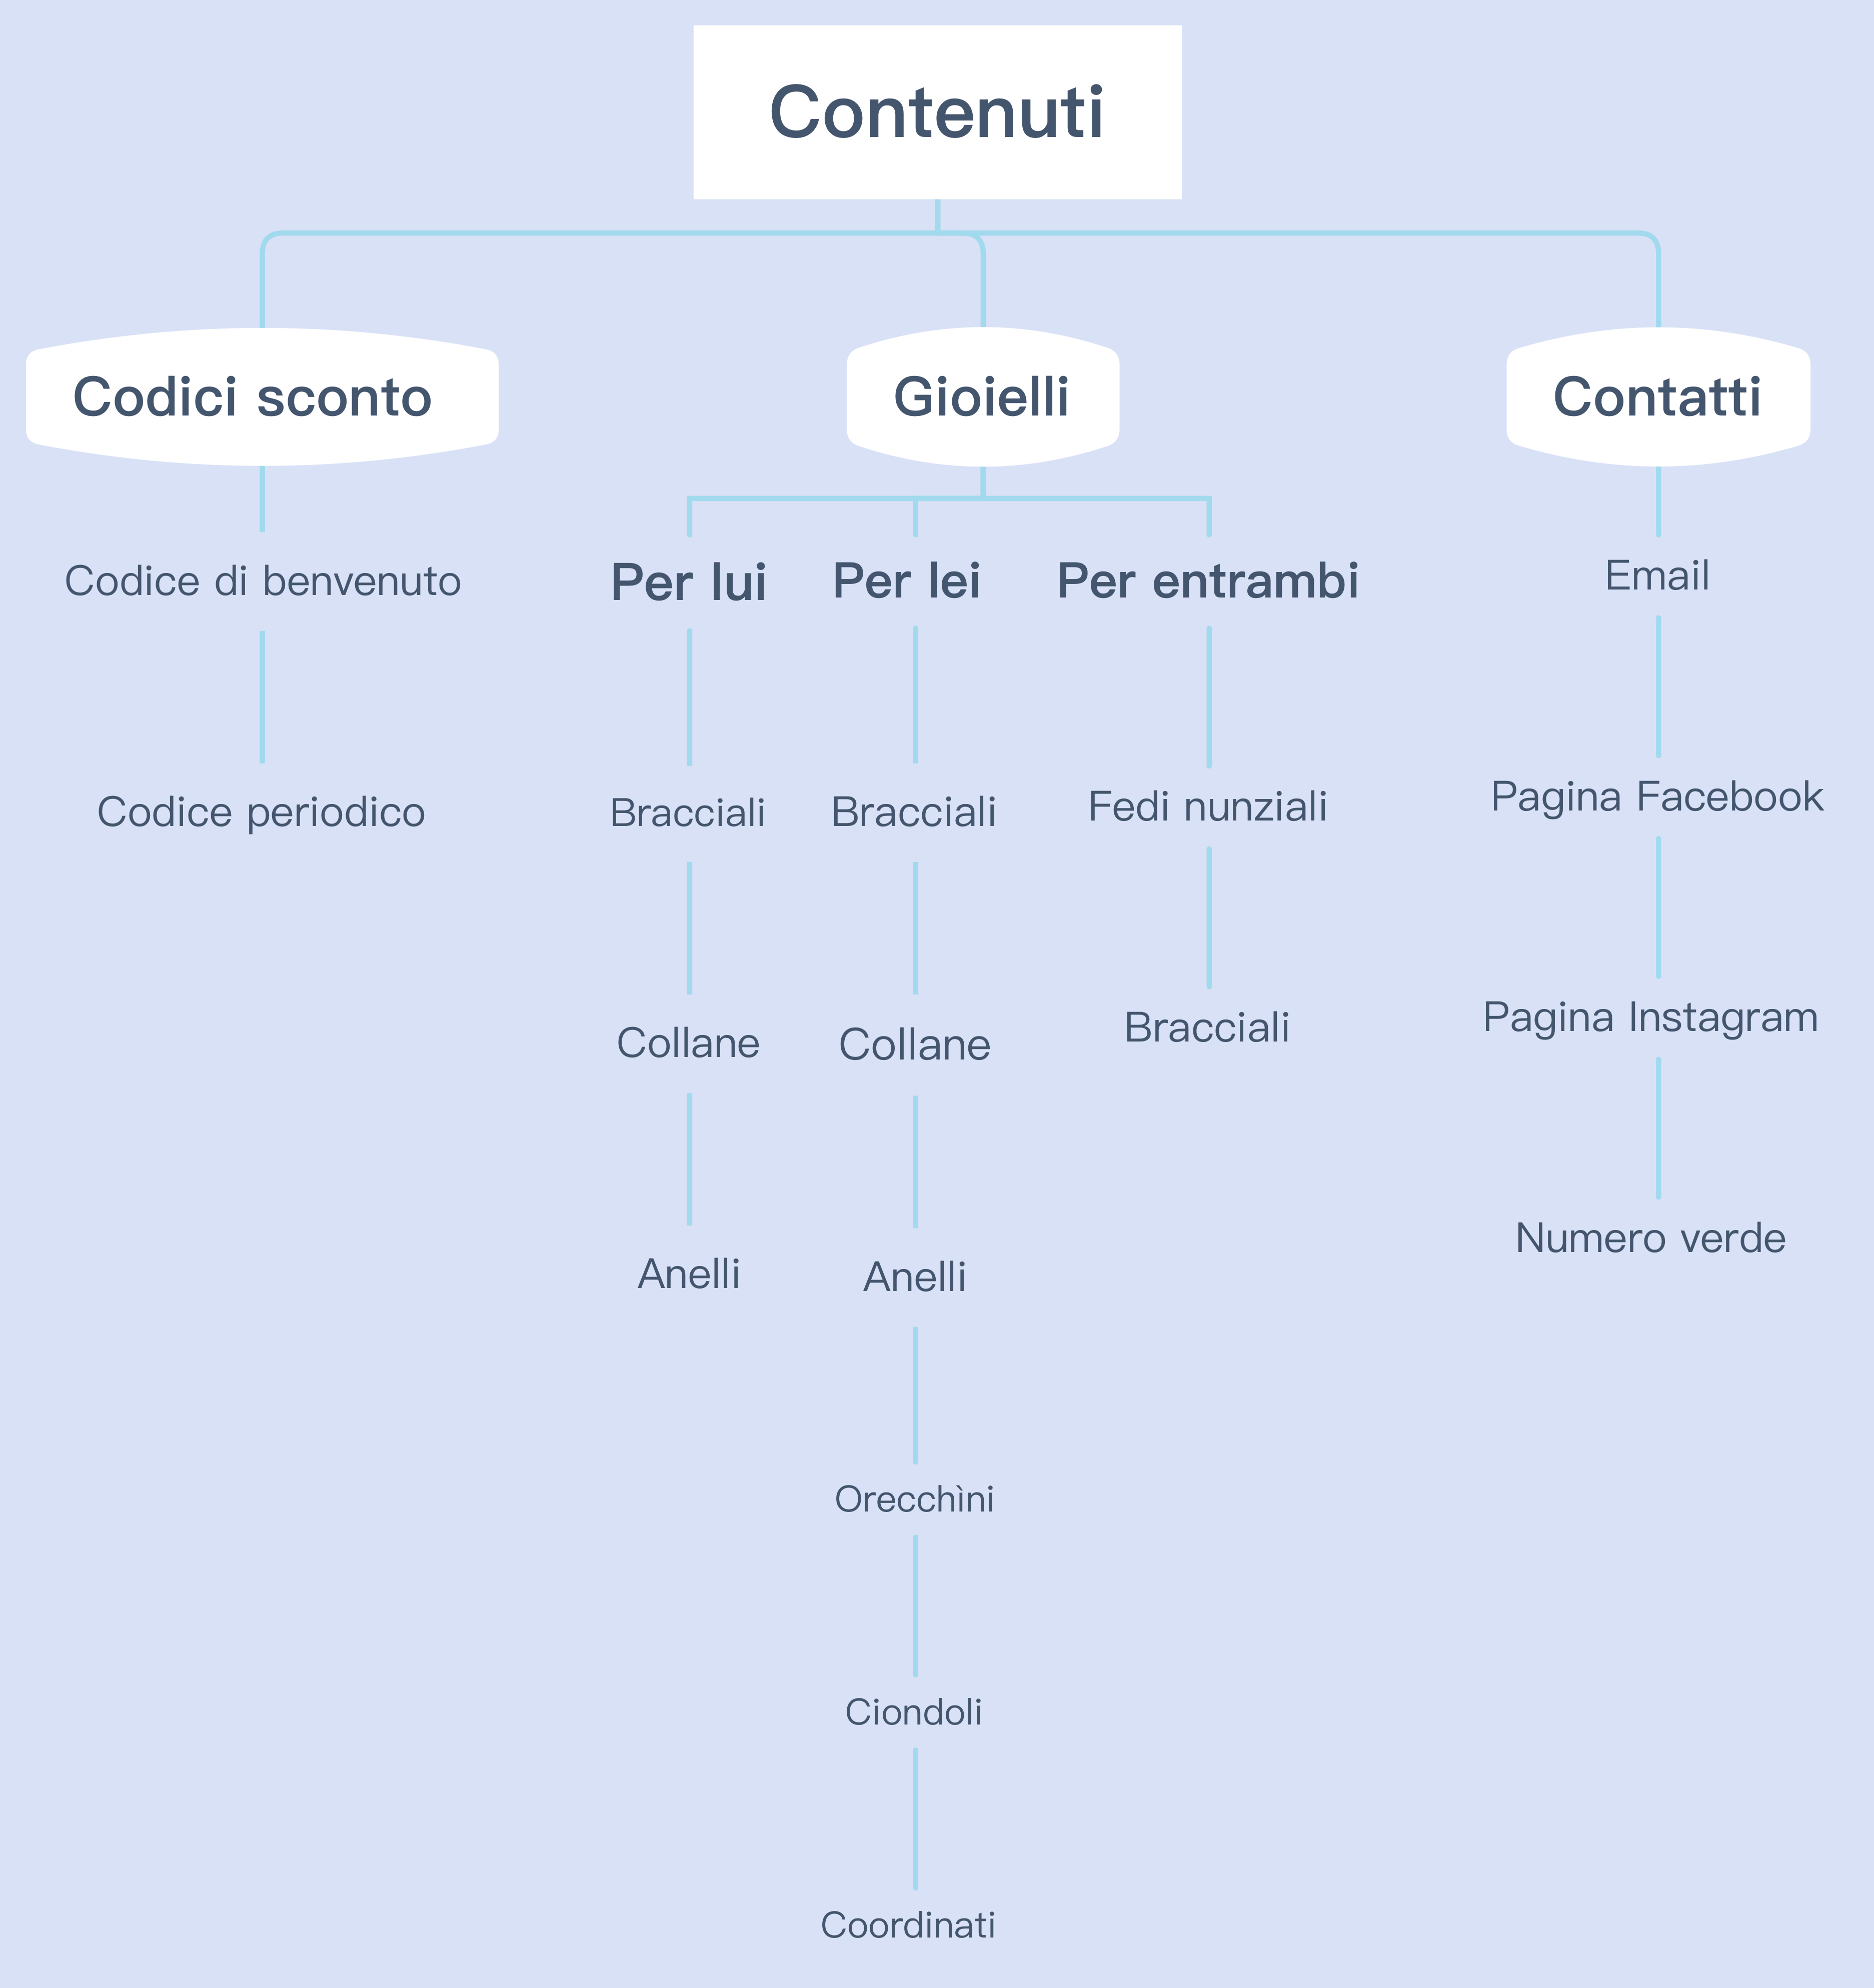 Contenuti
Codici sconto
Gioielli
Contatti
Codice di benvenuto
Per lui
Per lei
Per entrambi
Email
Codice periodico
Bracciali
Bracciali
Fedi nunziali
Pagina Facebook
Collane
Collane
Bracciali
Pagina Instagram
Anelli
Anelli
Numero verde
Orecchìni
Ciondoli
Coordinati